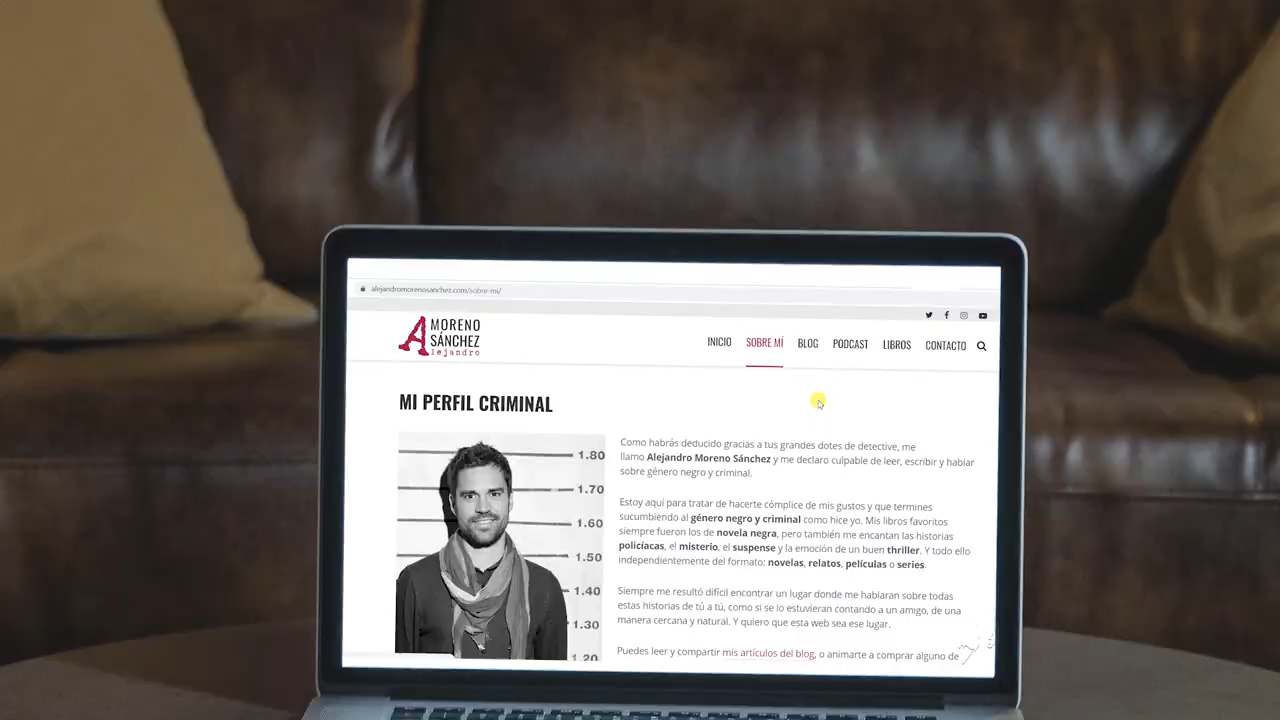 alejandromorenosanchez.com/sobre-mi/
A MORENO
SÁNCHEZ
lejandro
INICIO SOBRE MÍ BLOG PODCAST LIBROS CONTACTO
MI PERFIL CRIMINAL
1.80
1.70
1.60
1.50
1.40
1.30
1.20
Como habrás deducido gracias a tus grandes dotes de detective, me
llamo Alejandro Moreno Sánchez y me declaro culpable de leer, escribir y hablar
sobre género negro y criminal.
Estoy aquí para tratar de hacerte cómplice de mis gustos y que termines
sucumbiendo al género negro y criminal como hice yo. Mis libros favoritos
siempre fueron los de novela negra, pero también me encantan las historias
policíacas, el misterio, el suspense y la emoción de un buen thriller. Y todo ello
independientemente del formato: novelas, relatos, películas o series.
Siempre me resultó difícil encontrar un lugar donde me hablaran sobre todas
estas historias de tú a tú, como si se lo estuvieran contando a un amigo, de una
manera cercana y natural. Y quiero que esta web sea ese lugar.
Puedes leer y compartir mis artículos del blog, o animarte a comprar alguno de